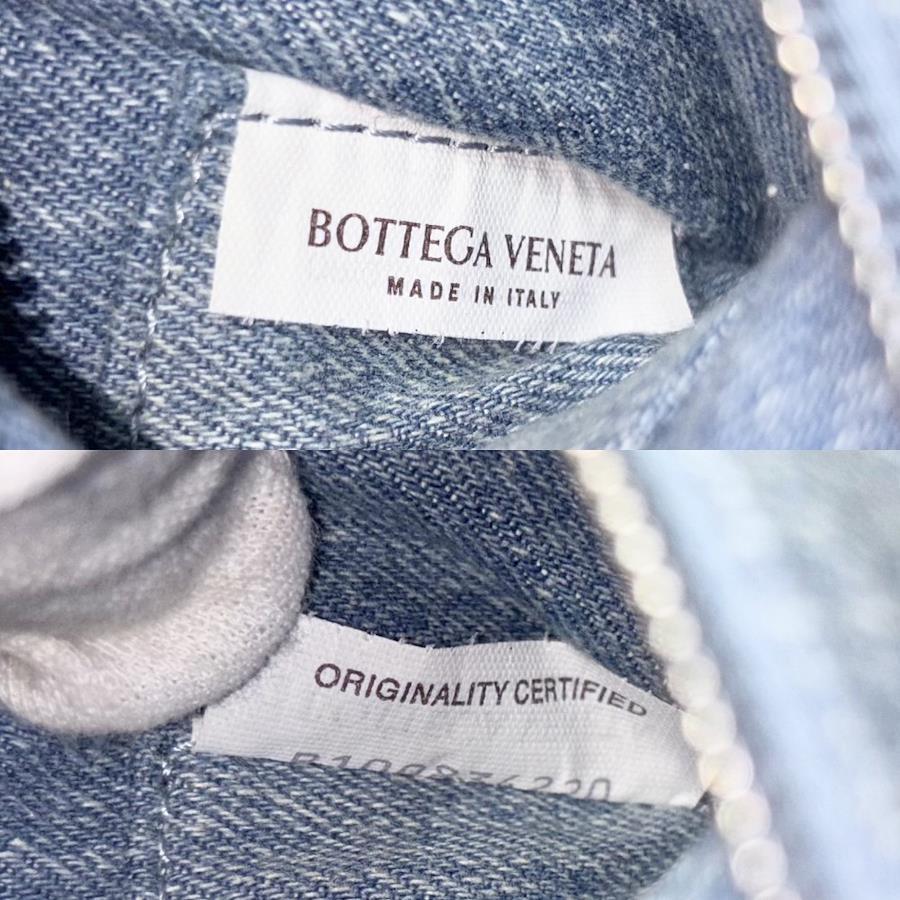 BOTTEGA VENETA
MADE IN ITALY
ORIGINALITY CERTIFIED